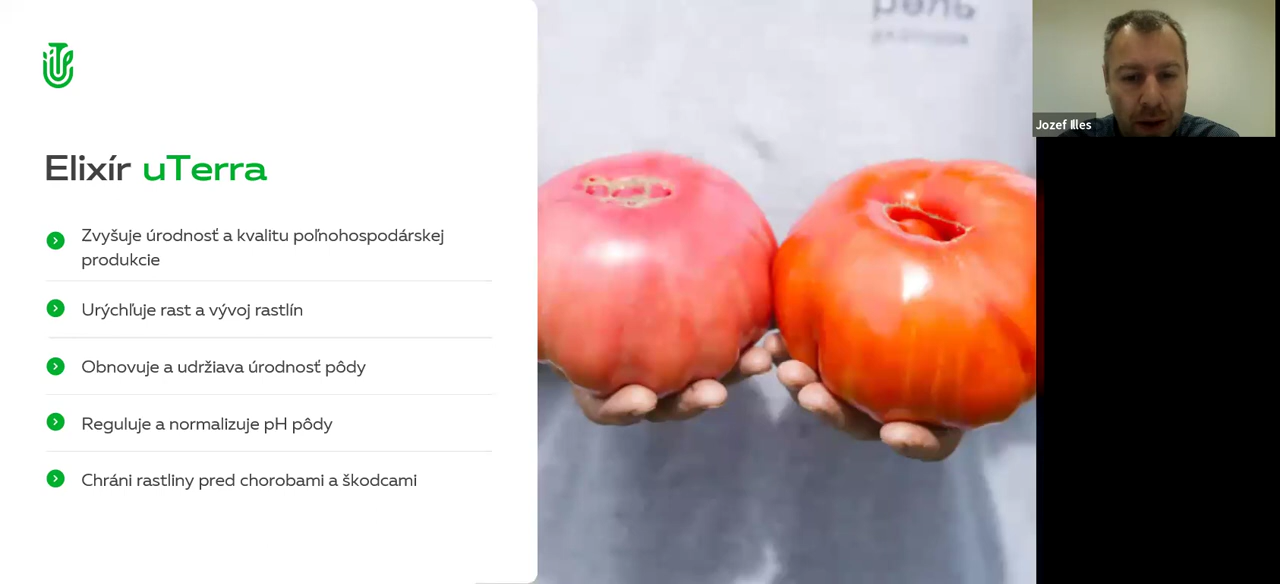 Elixír uTerra
Zvyšuje úrodnosť a kvalitu poľnohospodárskej
produkcie
Urýchľuje rast a vývoj rastlín
Obnovuje a udržiava úrodnosť pôdy
Reguluje a normalizuje pH pôdy
Chráni rastliny pred chorobami a škodcami
Jozef Illes